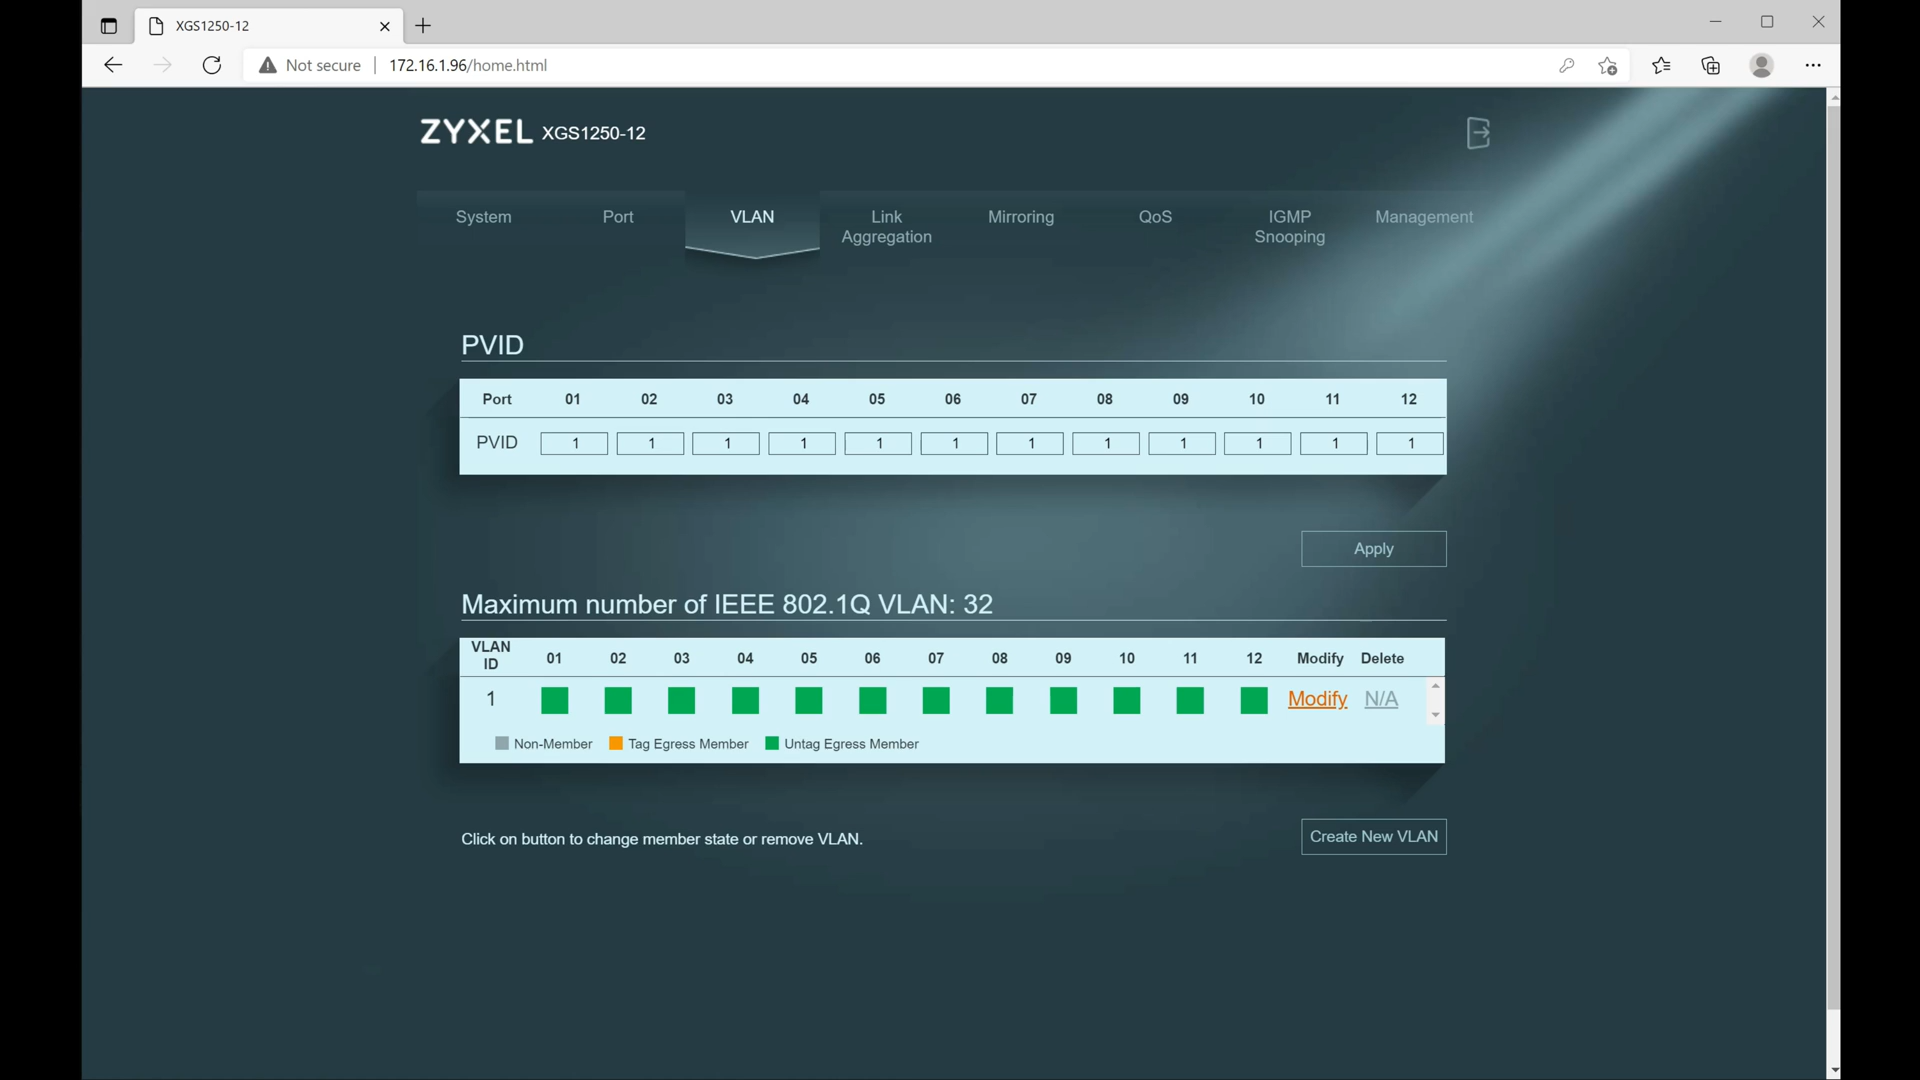 XGS1250-12
Not secure 172.16.1.96/home.html
ZYXEL XGS1250-12
System Port VLAN Link Aggregation Mirroring QoS IGMP Snooping Management
PVID
Port 01 02 03 04 05 06 07 08 09 10 11 12
PVID 1 1 1 1 1 1 1 1 1 1 1 1
Apply
Maximum number of IEEE 802.1Q VLAN: 32
VLAN ID 01 02 03 04 05 06 07 08 09 10 11 12 Modify Delete
1 Modify N/A
Non-Member Tag Egress Member Untag Egress Member
Click on button to change member state or remove VLAN.
Create New VLAN